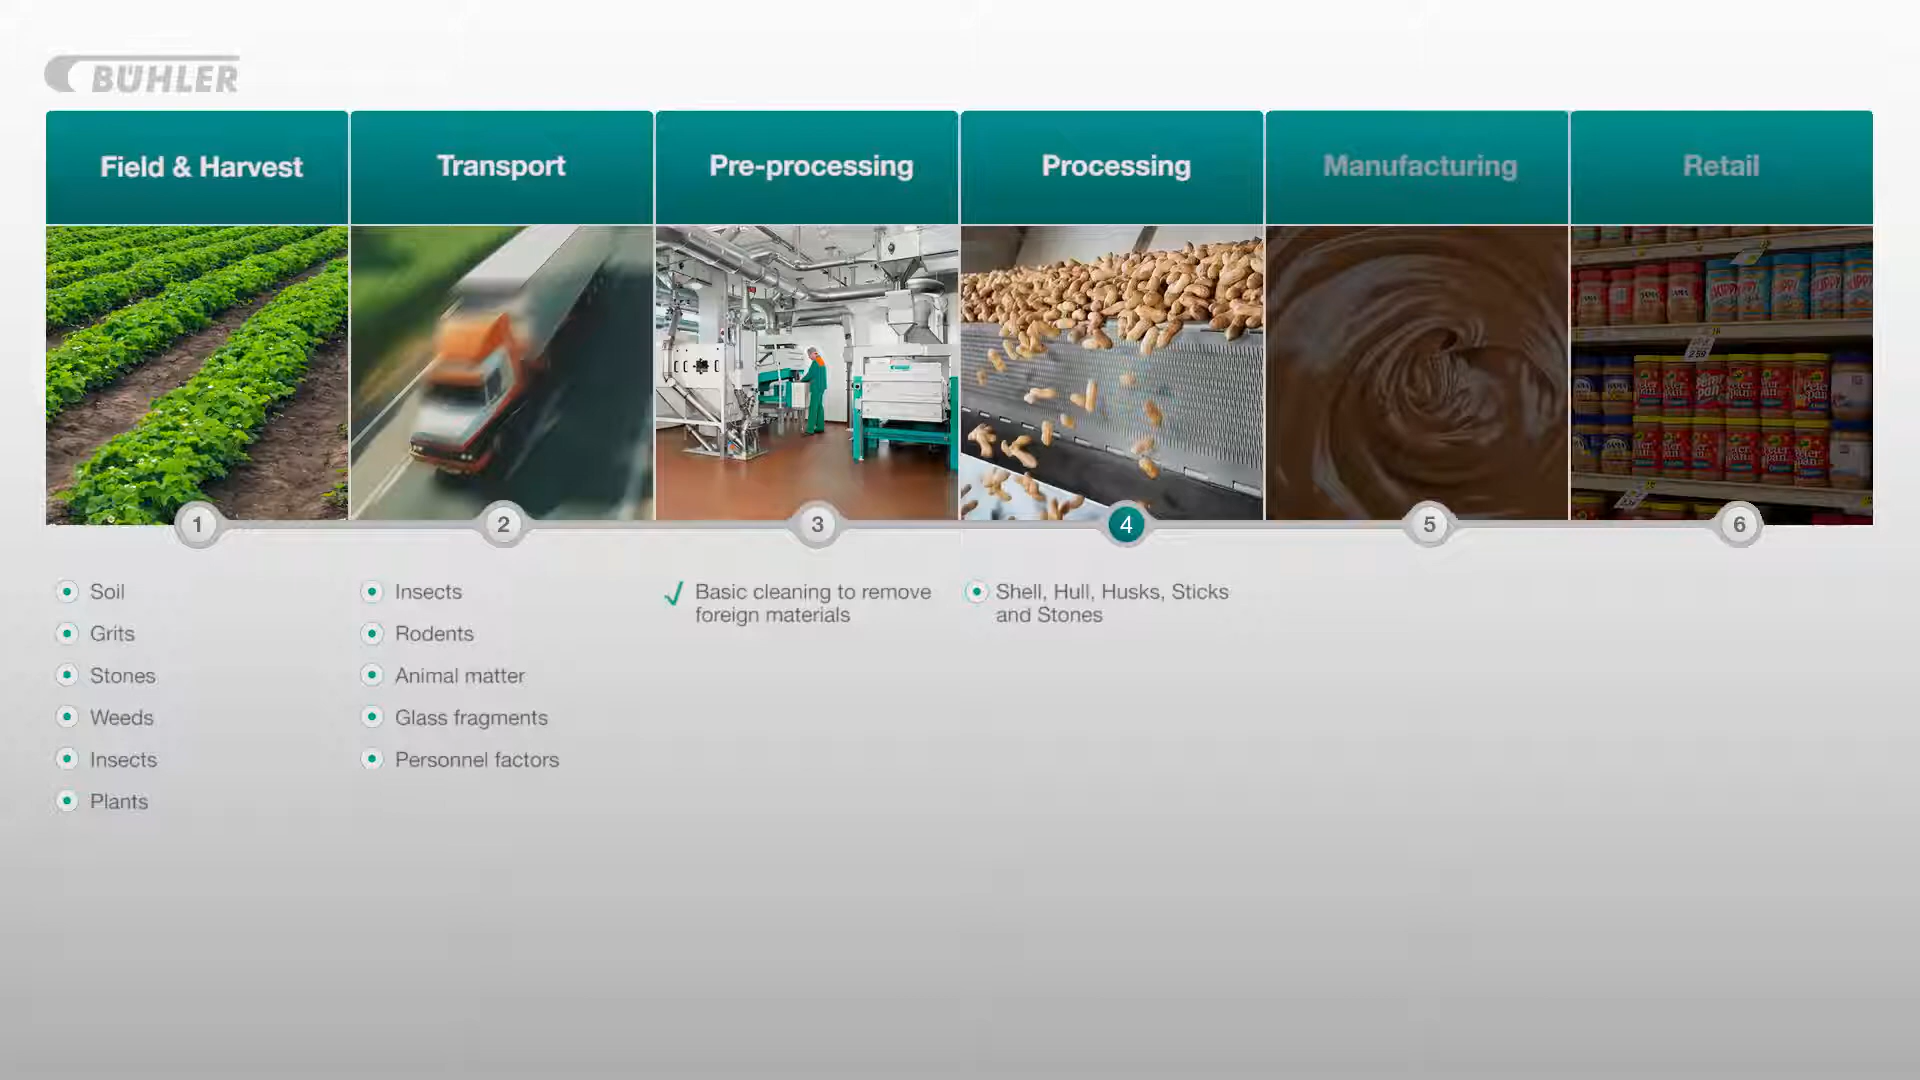 BÜHLER
Field & Harvest
Transport
Pre-processing
Processing
Manufacturing
Retail
1
2
3
4
5
6
Soil
Grits
Stones
Weeds
Insects
Plants
Insects
Rodents
Animal matter
Glass fragments
Personnel factors
Basic cleaning to remove
foreign materials
Shell, Hull, Husks, Sticks
and Stones